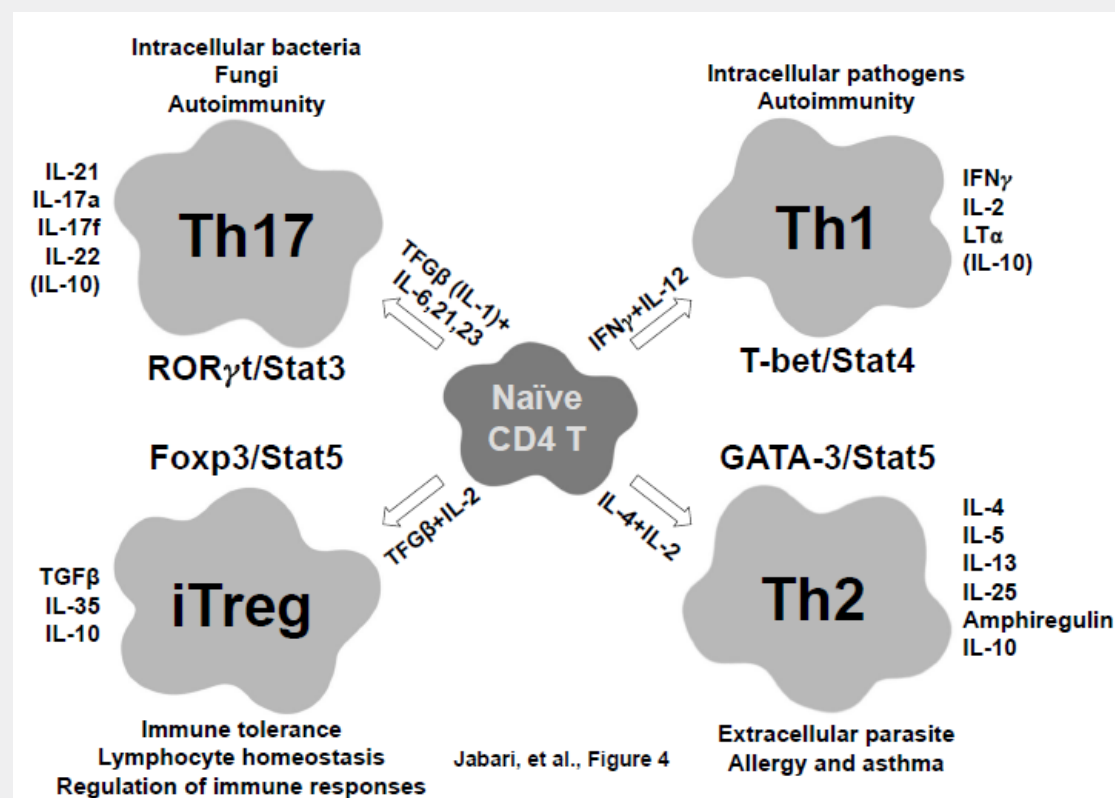 Intracellular bacteria
Fungi
Autoimmunity
IL-21
IL-17a
IL-17f
IL-22
(IL-10)
Th17
RORγt/Stat3
TFGβ (IL-1)+
IL-6,21,23
Intracellular pathogens
Autoimmunity
Th1
IFNγ
IL-2
LTα
(IL-10)
IFNγ+IL-12
T-bet/Stat4
Naïve
CD4 T
Foxp3/Stat5
TFGβ+IL-2
TGFβ
IL-35
IL-10
iTreg
Immune tolerance
Lymphocyte homeostasis
Regulation of immune responses
GATA-3/Stat5
IL-4+IL-2
Th2
IL-4
IL-5
IL-13
IL-25
Amphiregulin
IL-10
Extracellular parasite
Allergy and asthma
Jabari, et al., Figure 4